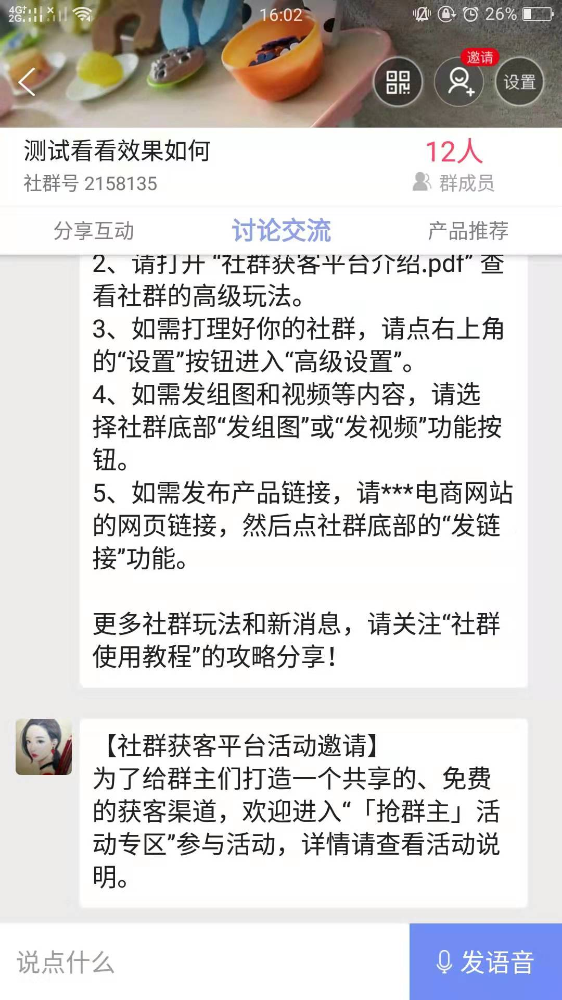 4G+
2G
16:02
26%
邀请
设置
测试看看效果如何
12人
社群号 2158135
群成员
分享互动
讨论交流
产品推荐
2、请打开 “社群获客平台介绍.pdf” 查
看社群的高级玩法。
3、如需打理好你的社群，请点右上角
的“设置”按钮进入“高级设置”。
4、如需发组图和视频等内容，请选
择社群底部“发组图”或“发视频”功能按
钮。
5、如需发布产品链接，请***电商网站
的网页链接，然后点社群底部的“发链
接”功能。
更多社群玩法和新消息，请关注“社群
使用教程”的攻略分享！
【社群获客平台活动邀请】
为了给群主们打造一个共享的、免费
的获客渠道，欢迎进入“「抢群主」活
动专区”参与活动，详情请查看活动说
明。
说点什么
发语音